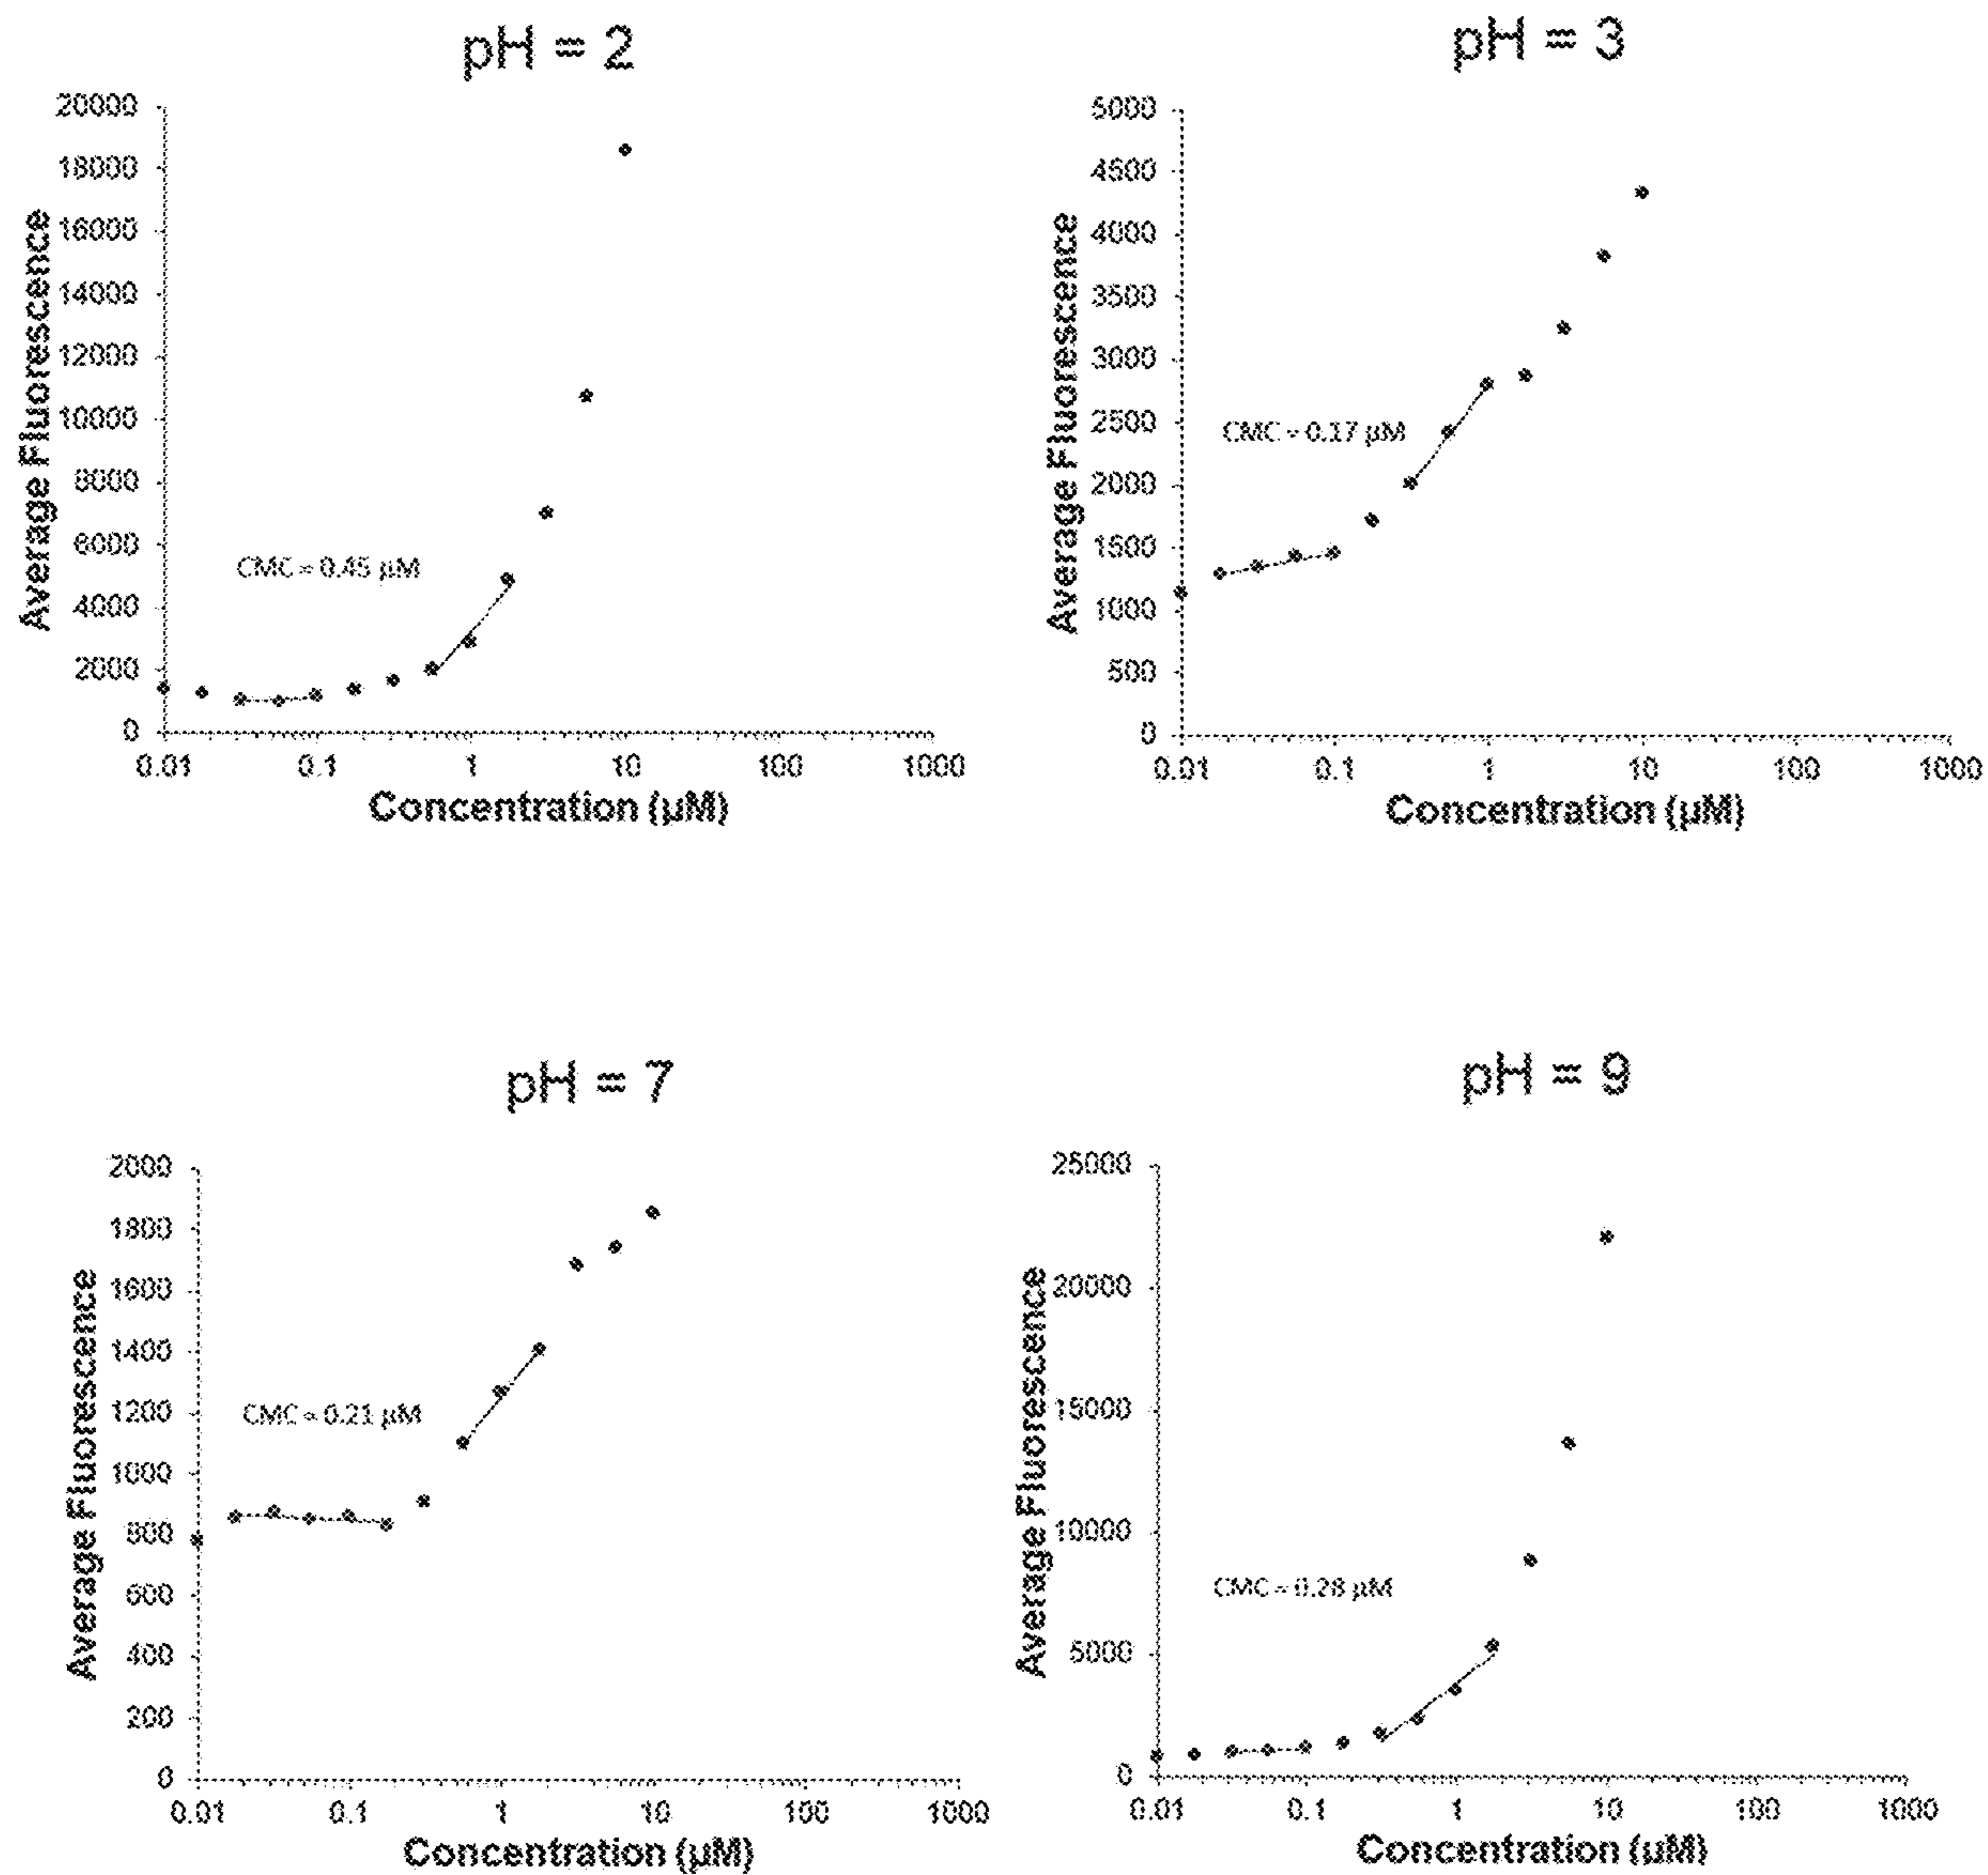 pH = 2
20000
18000
16000
14000
12000
10000
8000
6000
4000
2000
0
Average Fluorescence
CMC = 0.45 µM
0.01 0.1 1 10 100 1000
Concentration (µM)
pH = 3
5000
4500
4000
3500
3000
2500
2000
1500
1000
500
0
Average Fluorescence
CMC = 0.17 µM
0.01 0.1 1 10 100 1000
Concentration (µM)
pH = 7
2000
1800
1600
1400
1200
1000
800
600
400
200
0
Average Fluorescence
CMC = 0.21 µM
0.01 0.1 1 10 100 1000
Concentration (µM)
pH = 9
25000
20000
15000
10000
5000
0
Average Fluorescence
CMC = 0.28 µM
0.01 0.1 1 10 100 1000
Concentration (µM)